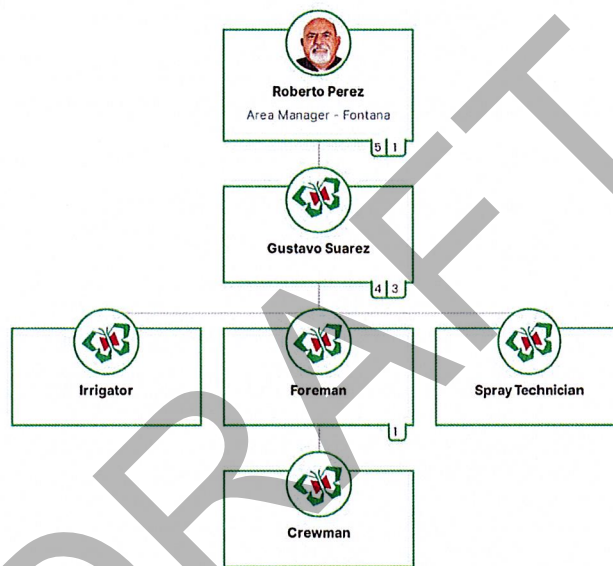 Roberto Perez
Area Manager - Fontana
5 1
Gustavo Suarez
4 3
Irrigator
Foreman
Spray Technician
1
Crewman
DRAFT